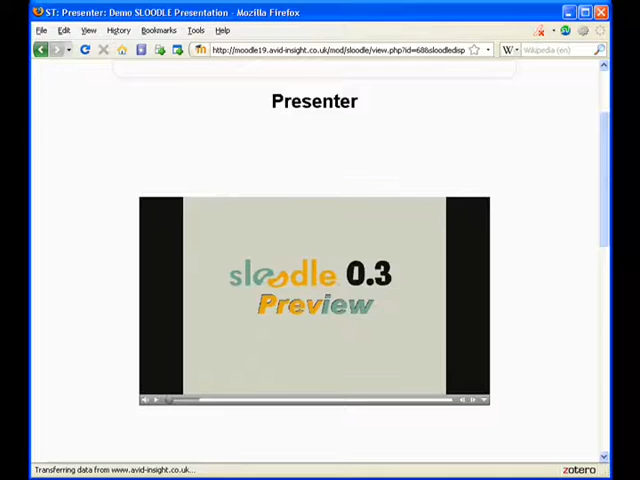 ST: Presenter: Demo SLOODLE Presentation - Mozilla Firefox
File Edit View History Bookmarks Tools Help
http://moodle19.avid-insight.co.uk/mod/sloodle/view.php?id=68&sloodledisp
W Wikipedia (en)
Presenter
sloodle 0.3
Preview
Transferring data from www.avid-insight.co.uk...
zotero